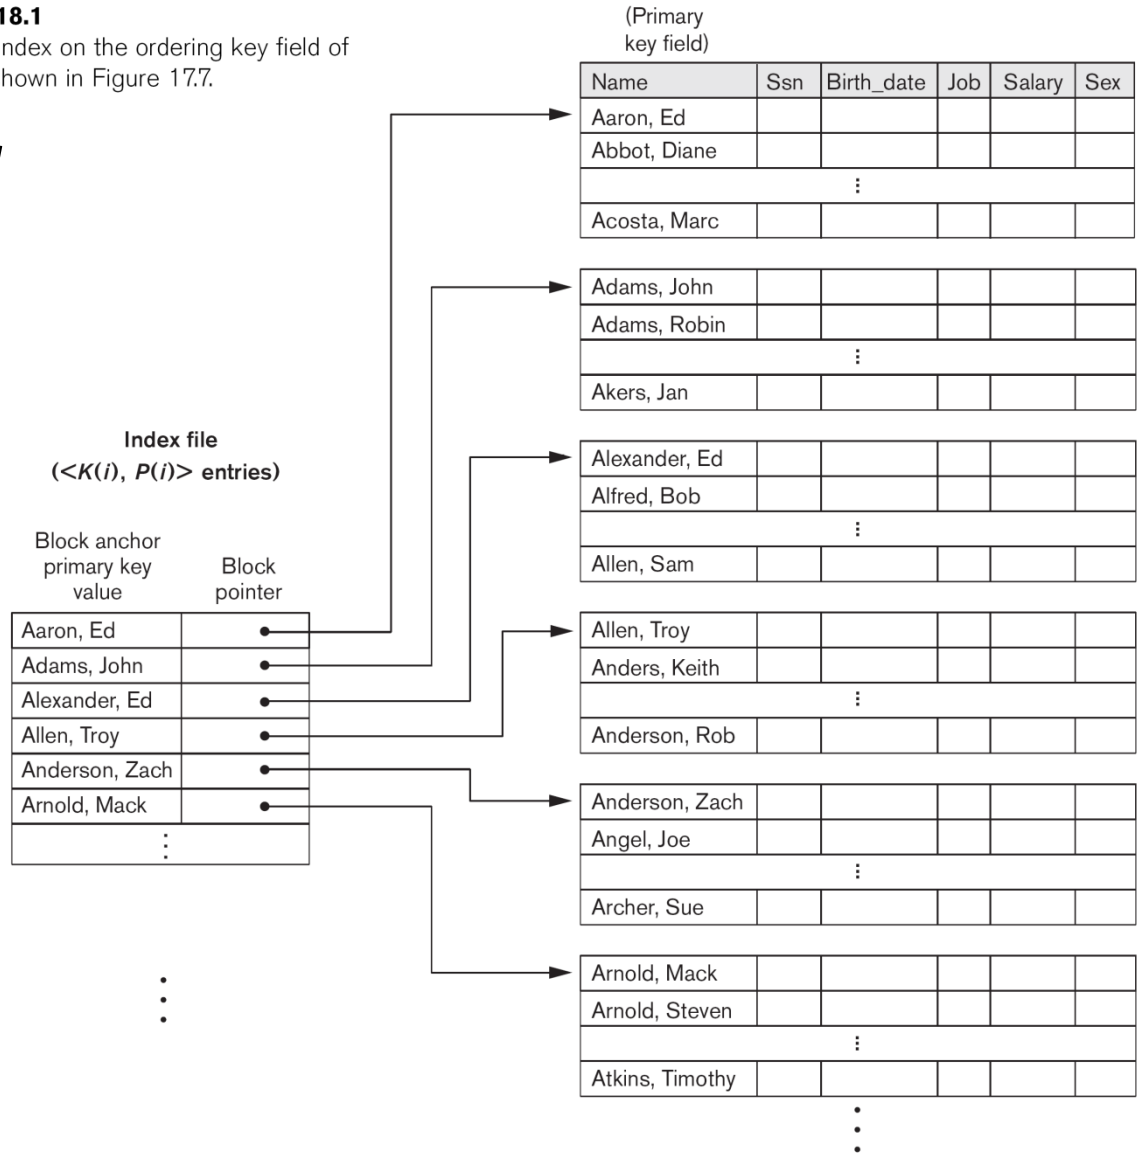 18.1
ndex on the ordering key field of
hown in Figure 17.7.
(Primary
key field)
Name Ssn Birth_date Job Salary Sex
Aaron, Ed
Abbot, Diane
Acosta, Marc
Adams, John
Adams, Robin
Akers, Jan
Alexander, Ed
Alfred, Bob
Allen, Sam
Allen, Troy
Anders, Keith
Anderson, Rob
Anderson, Zach
Angel, Joe
Archer, Sue
Arnold, Mack
Arnold, Steven
Atkins, Timothy
Index file
(<K(i), P(i)> entries)
Block anchor
primary key
value
Block
pointer
Aaron, Ed
Adams, John
Alexander, Ed
Allen, Troy
Anderson, Zach
Arnold, Mack